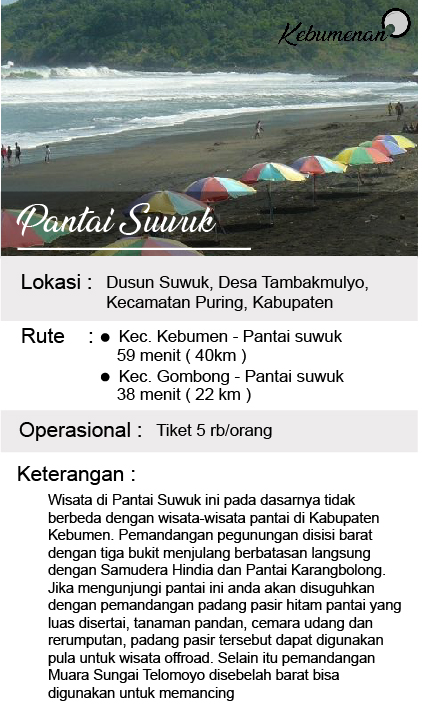 Kebumenan
Pantai Suwuk
Lokasi : Dusun Suwuk, Desa Tambakmulyo,
Kecamatan Puring, Kabupaten
Rute : ● Kec. Kebumen - Pantai suwuk
59 menit ( 40km )
● Kec. Gombong - Pantai suwuk
38 menit ( 22 km )
Operasional : Tiket 5 rb/orang
Keterangan :
Wisata di Pantai Suwuk ini pada dasarnya tidak
berbeda dengan wisata-wisata pantai di Kabupaten
Kebumen. Pemandangan pegunungan disisi barat
dengan tiga bukit menjulang berbatasan langsung
dengan Samudera Hindia dan Pantai Karangbolong.
Jika mengunjungi pantai ini anda akan disuguhkan
dengan pemandangan padang pasir hitam pantai yang
luas disertai, tanaman pandan, cemara udang dan
rerumputan, padang pasir tersebut dapat digunakan
pula untuk wisata offroad. Selain itu pemandangan
Muara Sungai Telomoyo disebelah barat bisa
digunakan untuk memancing